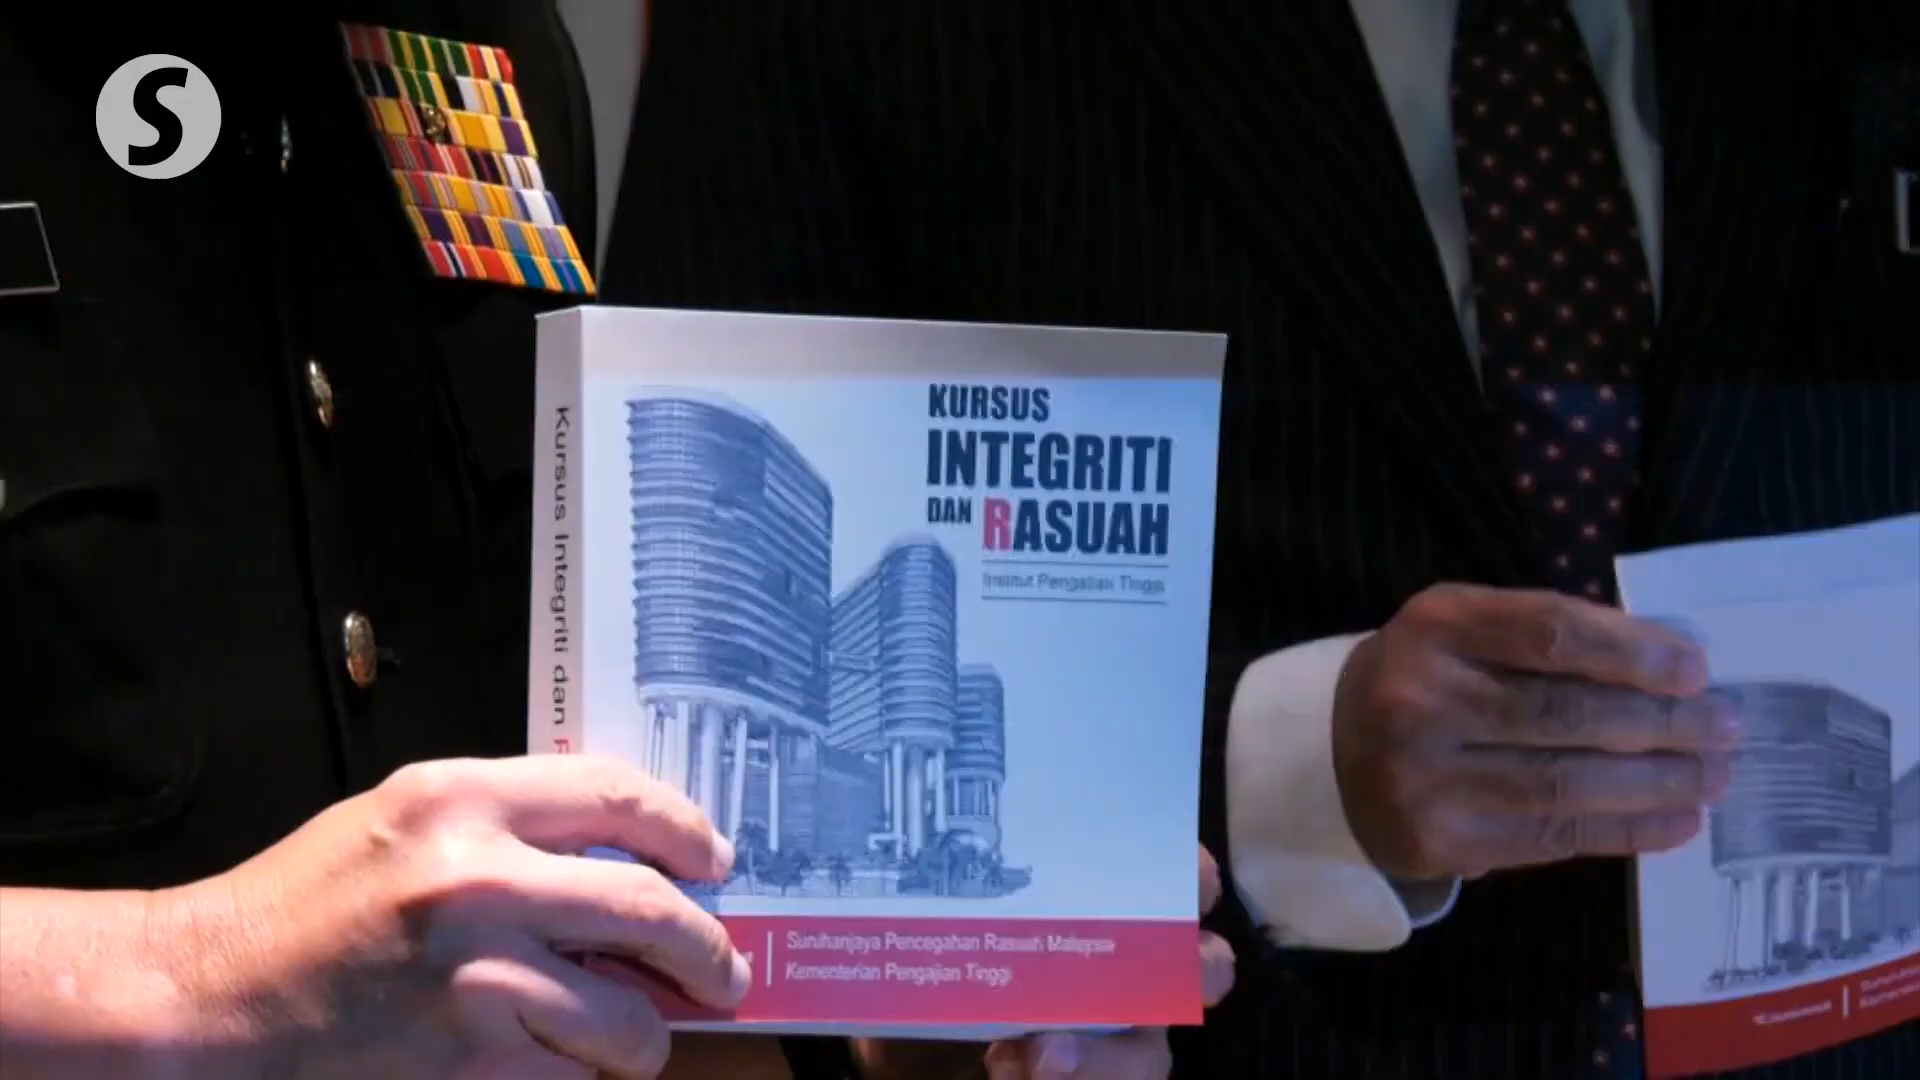 S
KURSUS
INTEGRITI
DAN RASUAH
Institut Pengajian Tinggi
Kursus Integriti dan R
Suruhanjaya Pencegahan Rasuah Malaysia
Kementerian Pengajian Tinggi